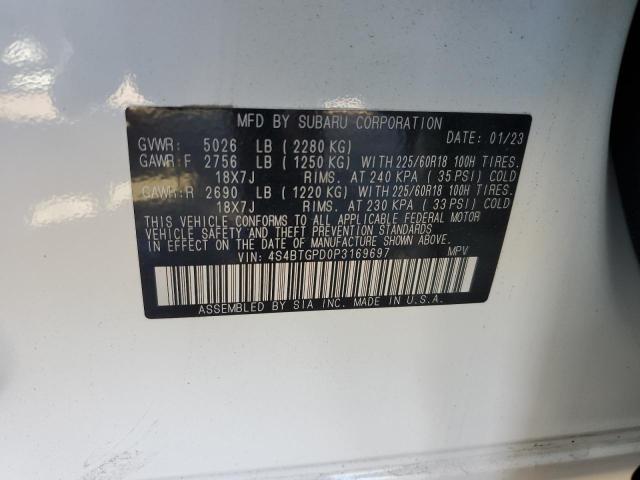 MFD BY SUBARU CORPORATION
DATE: 01/23
GVWR: 5026 LB (2280 KG)
GAWR:F 2756 LB (1250 KG) WITH 225/60R18 100H TIRES,
18X7J RIMS, AT 240 KPA (35 PSI) COLD
GAWR:R 2690 LB (1220 KG) WITH 225/60R18 100H TIRES,
18X7J RIMS, AT 230 KPA (33 PSI) COLD
THIS VEHICLE CONFORMS TO ALL APPLICABLE FEDERAL MOTOR
VEHICLE SAFETY AND THEFT PREVENTION STANDARDS IN EFFECT
ON THE DATE OF MANUFACTURE SHOWN ABOVE.
VIN: 4S4BTGPD0P3169697 MPV
ASSEMBLED BY SIA INC. MADE IN U.S.A.